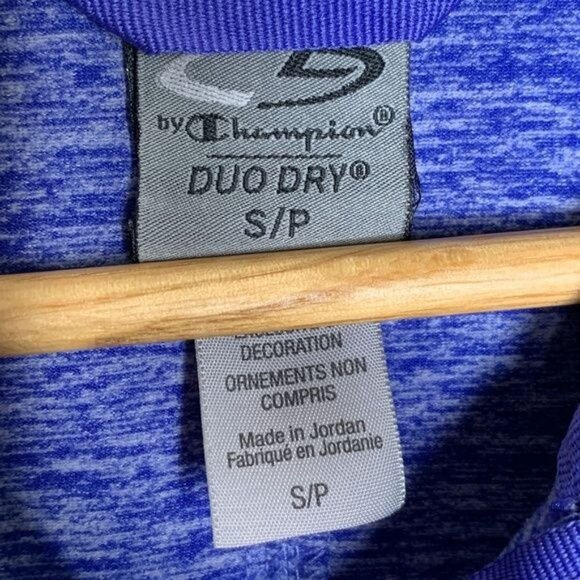 by Champion®
DUO DRY®
S/P
DECORATION
ORNEMENTS NON
COMPRIS
Made in Jordan
Fabriqué en Jordanie
S/P